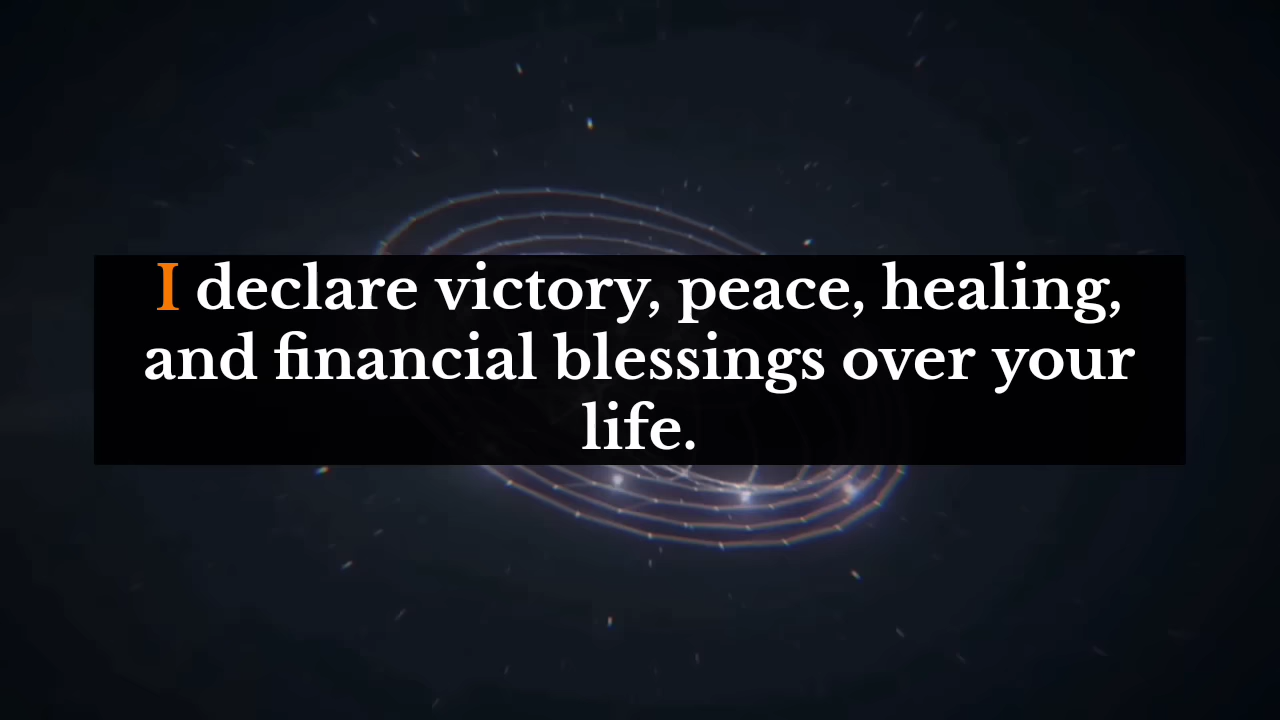 I declare victory, peace, healing,
and financial blessings over your
life.